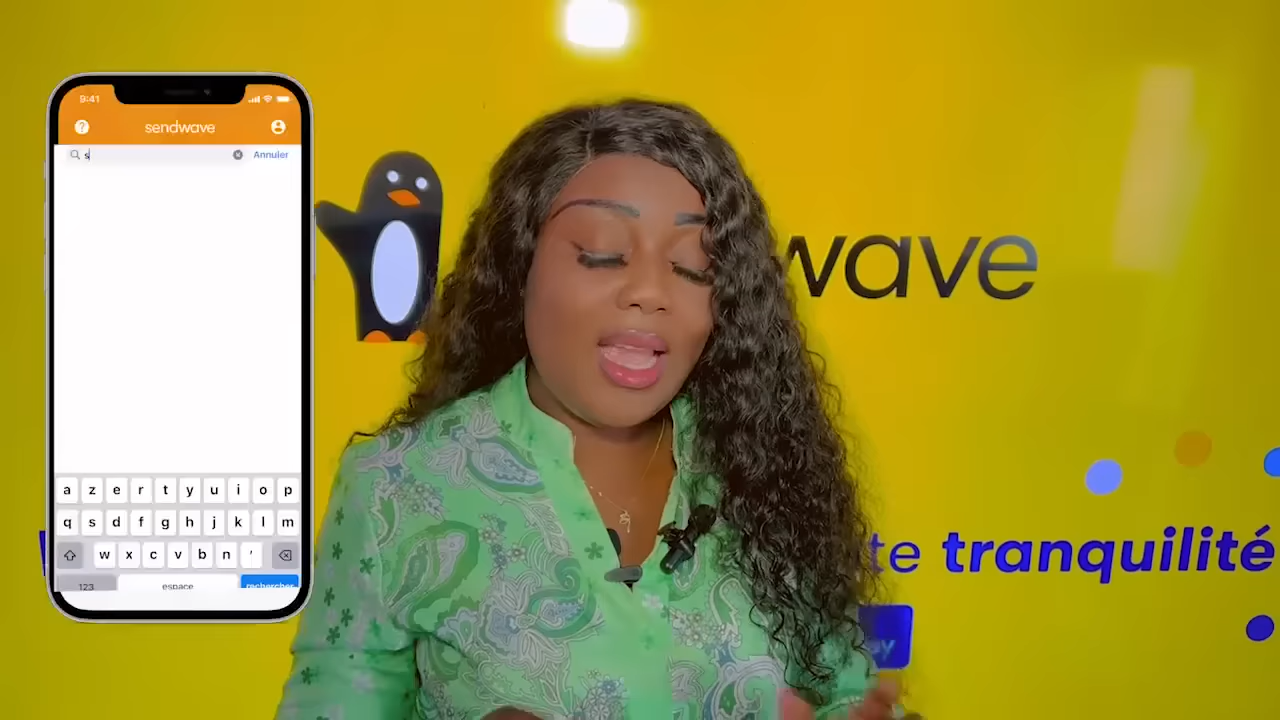 9:41
sendwave
s
Annuler
a z e r t y u i o p
q s d f g h j k l m
w x c v b n '
123 espace rechercher
wave
te tranquilité